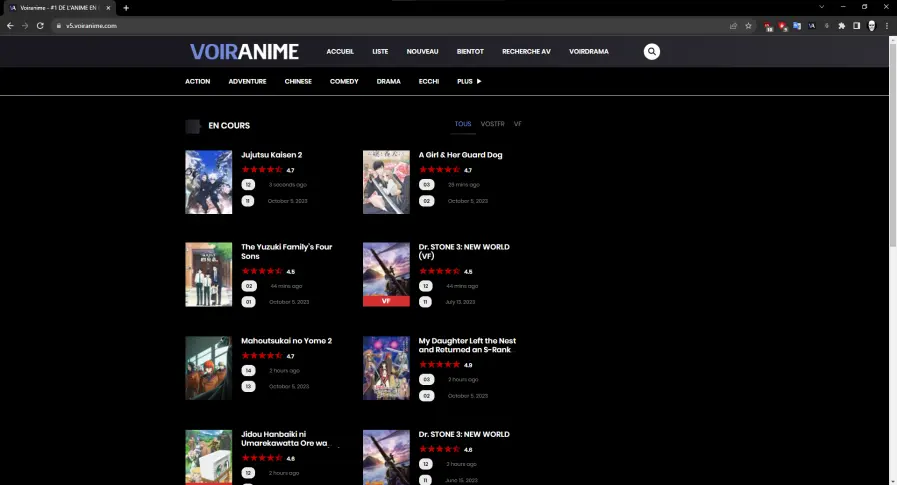 Voiranime - #1 DE L'ANIME EN
v5.voiranime.com
VOIRANIME
ACCUEIL LISTE NOUVEAU BIENTOT RECHERCHE AV VOIRDRAMA
ACTION ADVENTURE CHINESE COMEDY DRAMA ECCHI PLUS
EN COURS
TOUS VOSTFR VF
Jujutsu Kaisen 2
4.7
12 3 seconds ago
11 October 5, 2023
A Girl & Her Guard Dog
4.7
03 28 mins ago
02 October 5, 2023
The Yuzuki Family's Four
Sons
4.5
02 44 mins ago
01 October 5, 2023
Dr. STONE 3: NEW WORLD
(VF)
4.5
12 44 mins ago
11 July 13, 2023
VF
Mahoutsukai no Yome 2
4.7
14 2 hours ago
13 October 5, 2023
My Daughter Left the Nest
and Returned an S-Rank
4.9
03 2 hours ago
02 October 5, 2023
Jidou Hanbaiki ni
Umarekawatta Ore wa
4.6
12 2 hours ago
Dr. STONE 3: NEW WORLD
4.6
12 2 hours ago
11 June 15, 2023